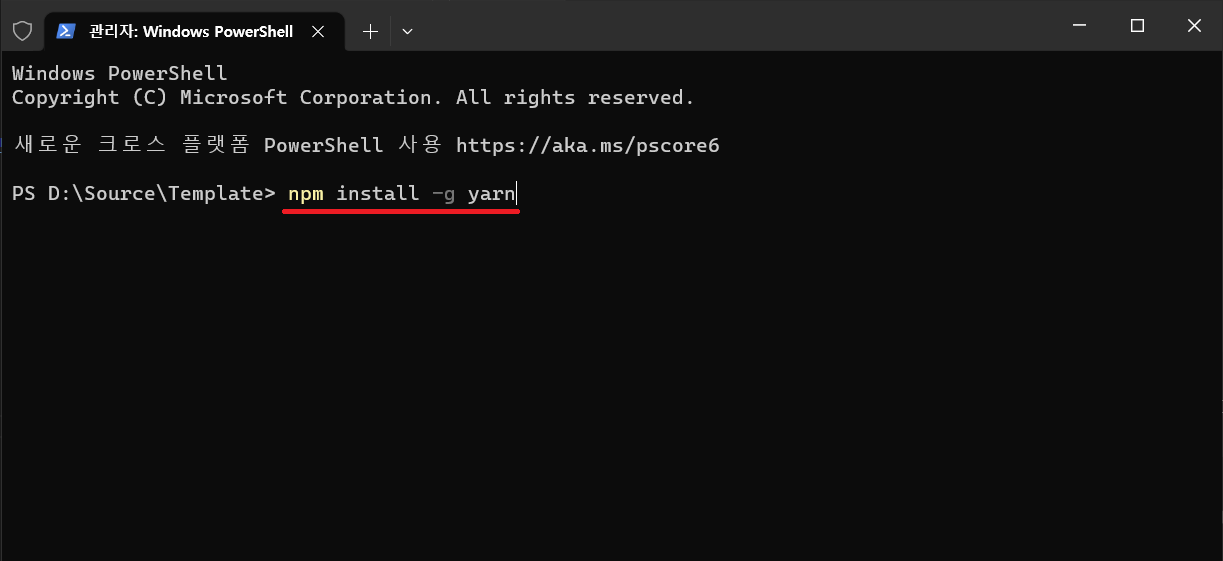 관리자: Windows PowerShell
Windows PowerShell
Copyright (C) Microsoft Corporation. All rights reserved.
새로운 크로스 플랫폼 PowerShell 사용 https://aka.ms/pscore6
PS D:\Source\Template> npm install -g yarn